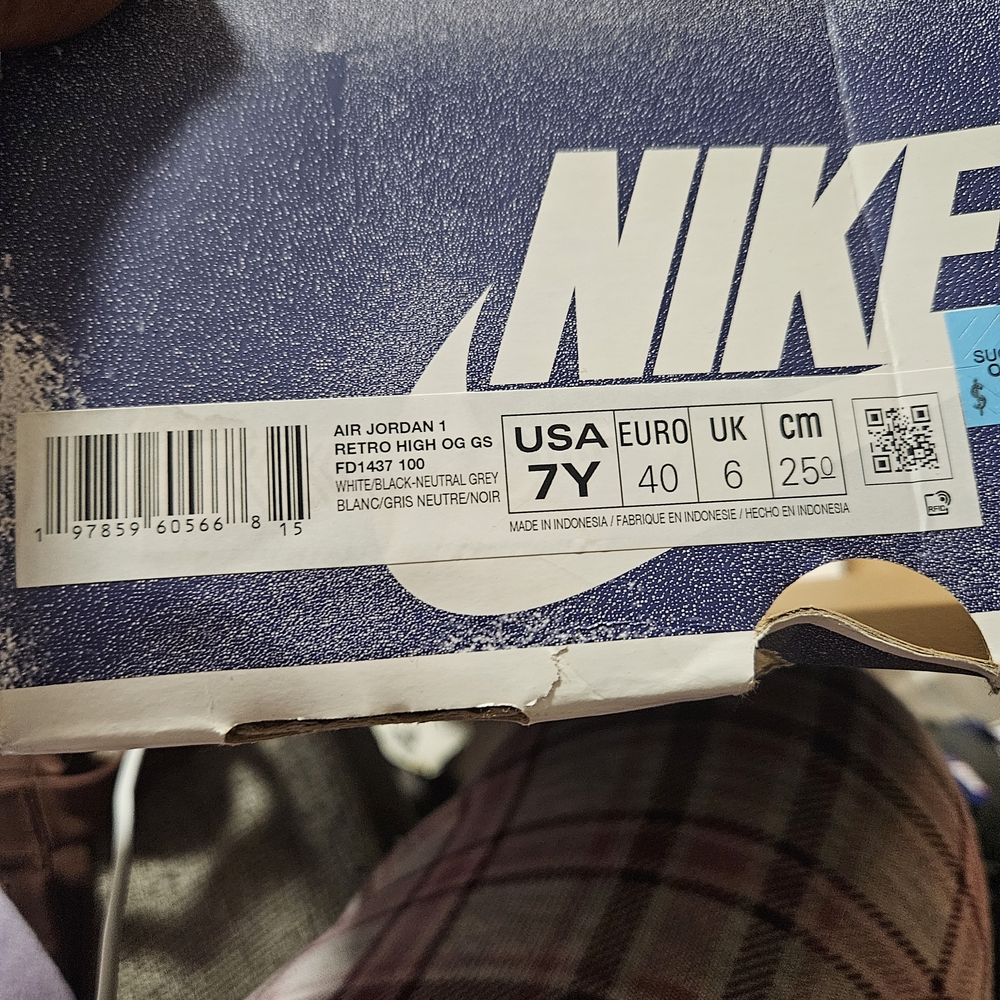 NIKE
SU
O
$
AIR JORDAN 1
RETRO HIGH OG GS
FD1437 100
WHITE/BLACK-NEUTRAL GREY
BLANC/GRIS NEUTRE/NOIR
USA EURO UK cm
7Y 40 6 250
MADE IN INDONESIA / FABRIQUE EN INDONESIE / HECHO EN INDONESIA
RFID
1 97859 60566 8 15